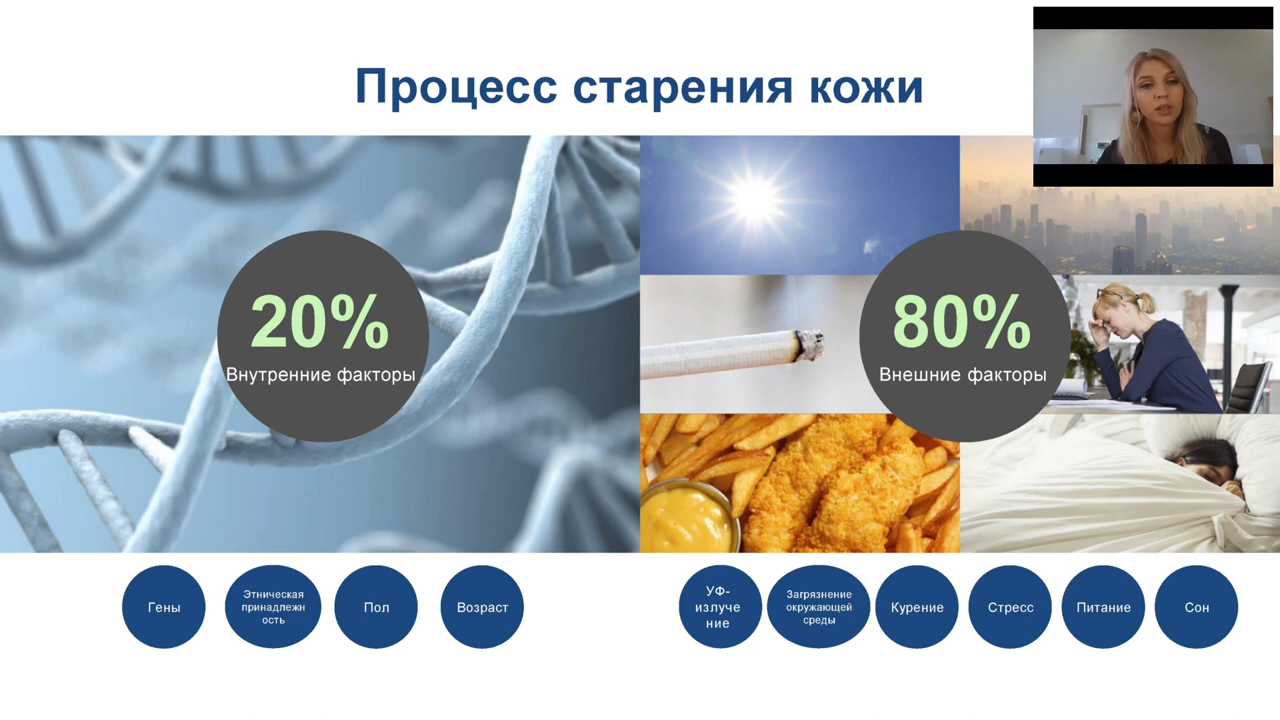 Процесс старения кожи
20%
Внутренние факторы
80%
Внешние факторы
Гены
Этническая
принадлежн
ость
Пол
Возраст
УФ-
излуче
ние
Загрязнение
окружающей
среды
Курение
Стресс
Питание
Сон